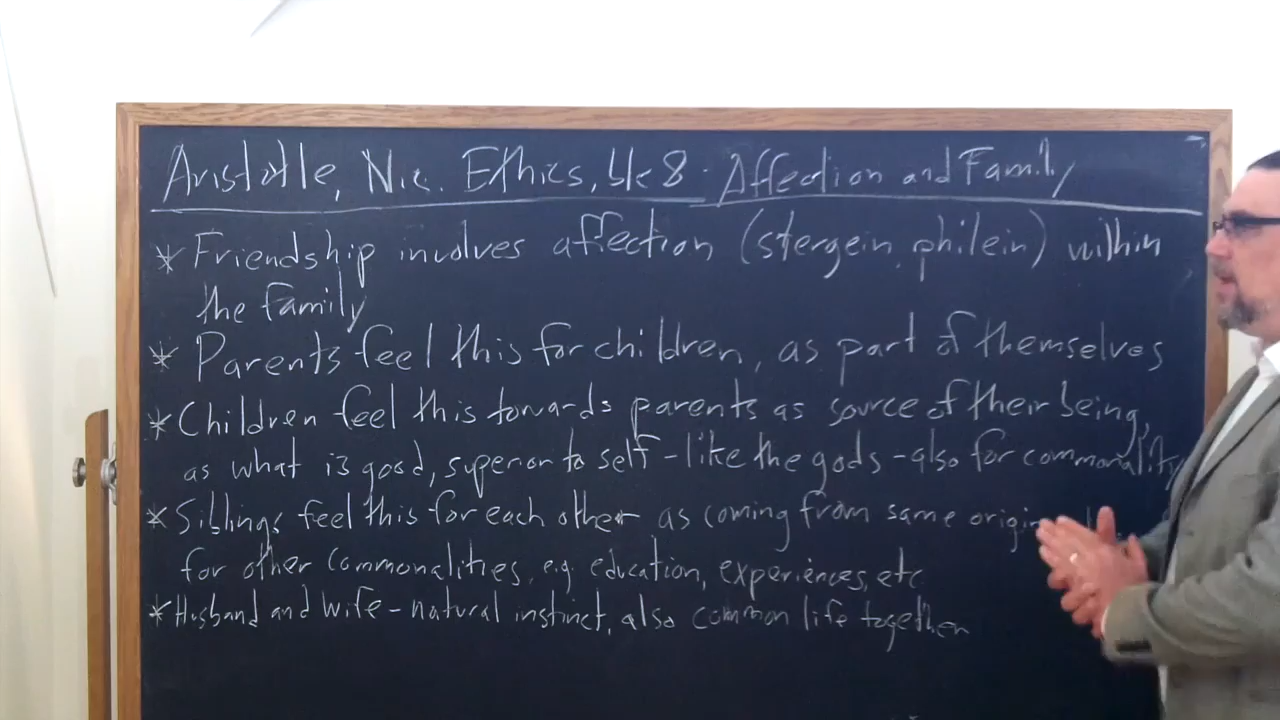 Aristotle, Nic. Ethics, bk 8: Affection and Family
* Friendship involves affection (stergein, philein) within
the family
* Parents feel this for children, as part of themselves
* Children feel this towards parents as source of their being,
as what is good, superior to self - like the gods - also for commonality
* Siblings feel this for each other as coming from same origin
for other commonalities, e.g. education, experiences, etc
* Husband and wife - natural instinct, also common life together